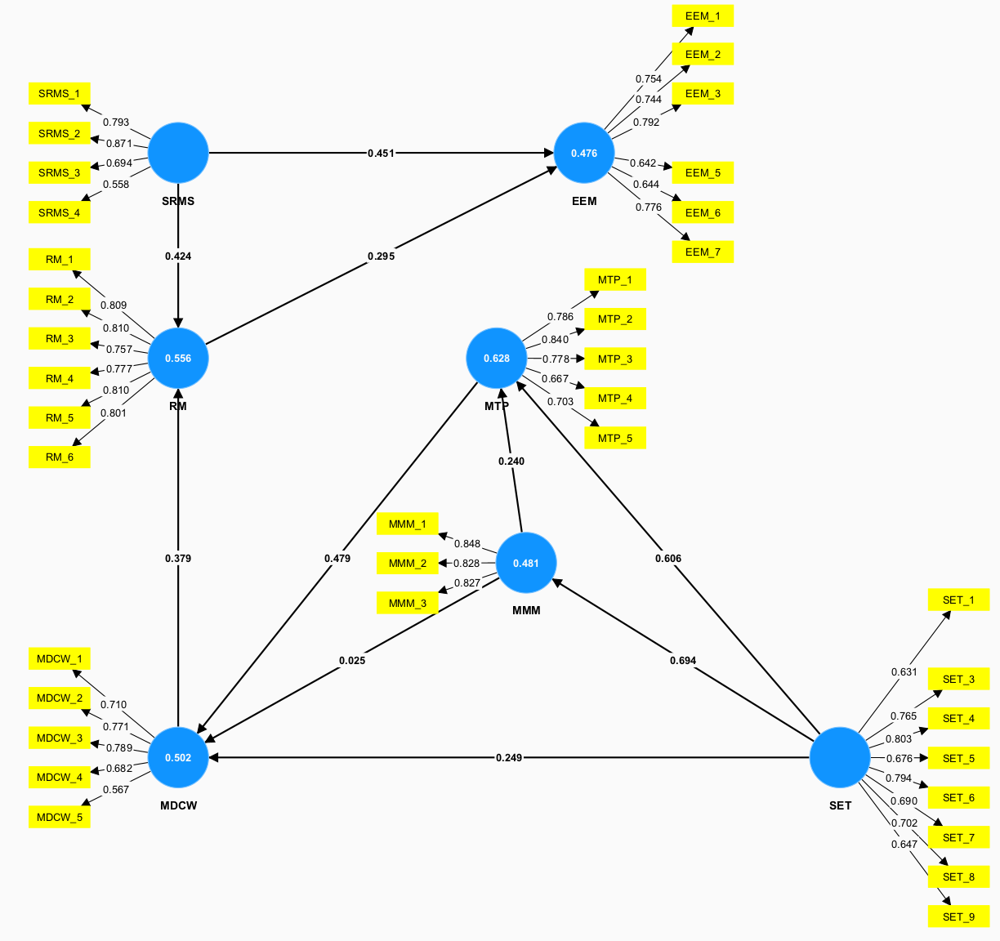 EEM_1
EEM_2
EEM_3
0.754
0.744
0.792
SRMS_1
SRMS_2
SRMS_3
SRMS_4
0.793
0.871
0.694
0.558
SRMS
0.451
0.476
EEM
0.642
0.644
0.776
EEM_5
EEM_6
EEM_7
0.424
0.295
RM_1
RM_2
RM_3
RM_4
RM_5
RM_6
0.809
0.810
0.757
0.777
0.810
0.801
0.556
RM
0.628
MTP
0.786
0.840
0.778
0.667
0.703
MTP_1
MTP_2
MTP_3
MTP_4
MTP_5
0.240
MMM_1
MMM_2
MMM_3
0.848
0.828
0.827
0.481
MMM
0.379
0.479
0.606
0.025
0.694
MDCW_1
MDCW_2
MDCW_3
MDCW_4
MDCW_5
0.710
0.771
0.789
0.682
0.567
0.502
MDCW
0.249
SET
0.631
0.765
0.803
0.676
0.794
0.690
0.702
0.647
SET_1
SET_3
SET_4
SET_5
SET_6
SET_7
SET_8
SET_9